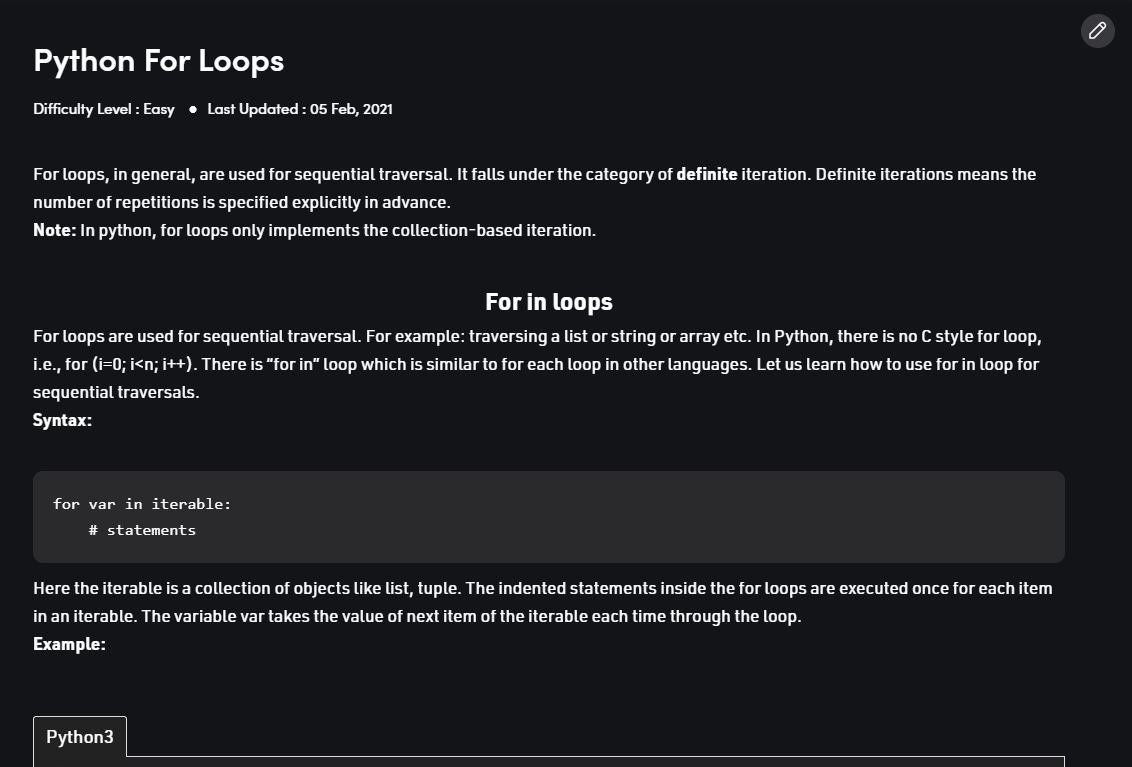 Python For Loops
Difficulty Level : Easy ● Last Updated : 05 Feb, 2021
For loops, in general, are used for sequential traversal. It falls under the category of definite iteration. Definite iterations means the
number of repetitions is specified explicitly in advance.
Note: In python, for loops only implements the collection-based iteration.
For in loops
For loops are used for sequential traversal. For example: traversing a list or string or array etc. In Python, there is no C style for loop,
i.e., for (i=0; i<n; i++). There is “for in” loop which is similar to for each loop in other languages. Let us learn how to use for in loop for
sequential traversals.
Syntax:
for var in iterable:
    # statements
Here the iterable is a collection of objects like list, tuple. The indented statements inside the for loops are executed once for each item
in an iterable. The variable var takes the value of next item of the iterable each time through the loop.
Example:
Python3